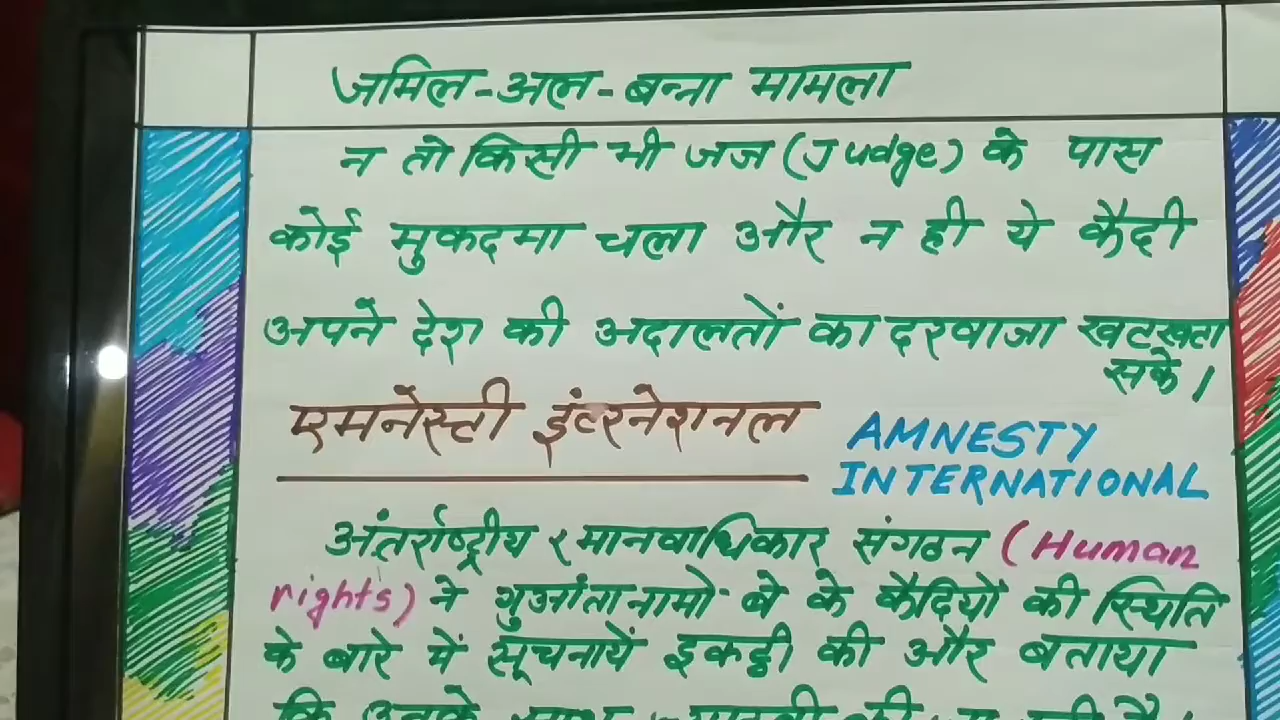 जमिल-अल-बन्ना मामला
न तो किसी भी जज (Judge) के पास
कोई मुकदमा चला और न ही ये कैदी
अपने देश की अदालतों का दरवाजा खटखटा
सके।
एमनेस्टी इंटरनेशनल
AMNESTY
INTERNATIONAL
अंतर्राष्ट्रीय मानवाधिकार संगठन (Human
rights) ने गुआंतानामो बे के कैदियों की स्थिति
के बारे में सूचनायें इकट्ठी की और बताया
कि उनके साथ